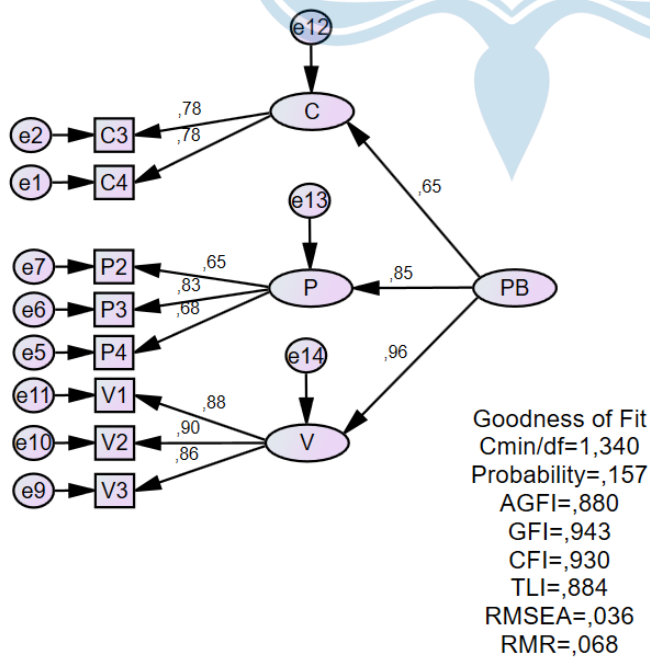 e12
C
,78
e2
C3
,78
e1
C4
e13
,65
e7
P2
,65
,85
P
PB
,83
e6
P3
,68
e5
P4
e14
,96
e11
V1
,88
e10
V2
,90
V
,86
e9
V3
Goodness of Fit
Cmin/df=1,340
Probability=,157
AGFI=,880
GFI=,943
CFI=,930
TLI=,884
RMSEA=,036
RMR=,068